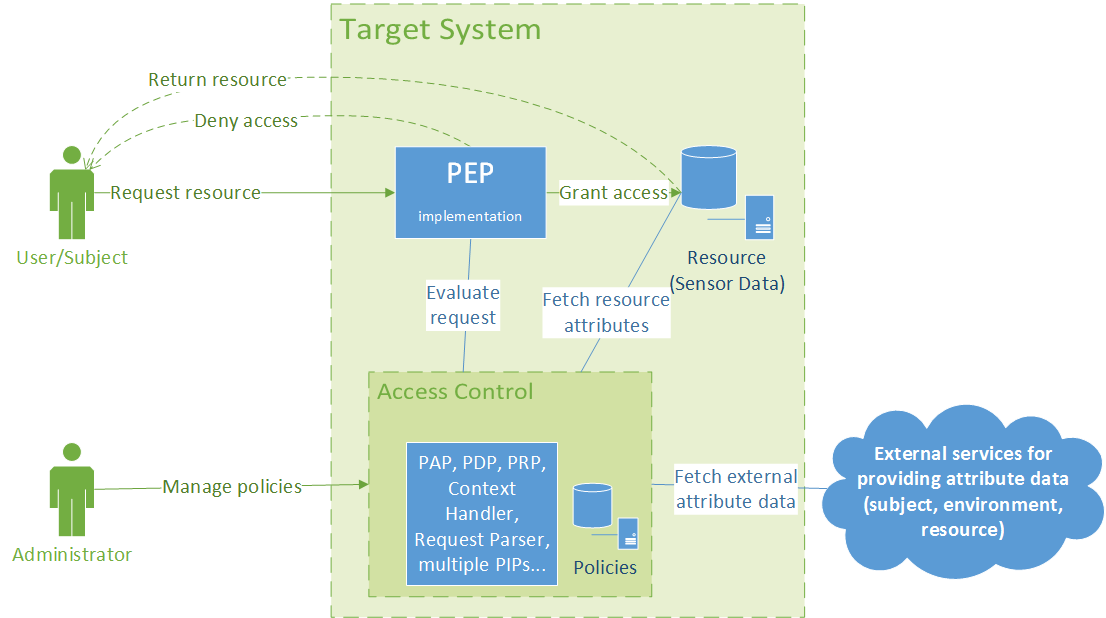 Target System
Return resource
Deny access
PEP
implementation
Request resource
Grant access
User/Subject
Resource
(Sensor Data)
Evaluate
request
Fetch resource
attributes
Access Control
PAP, PDP, PRP,
Context
Handler,
Request Parser,
multiple PIPs...
Policies
Manage policies
Administrator
Fetch external
attribute data
External services for
providing attribute data
(subject, environment,
resource)